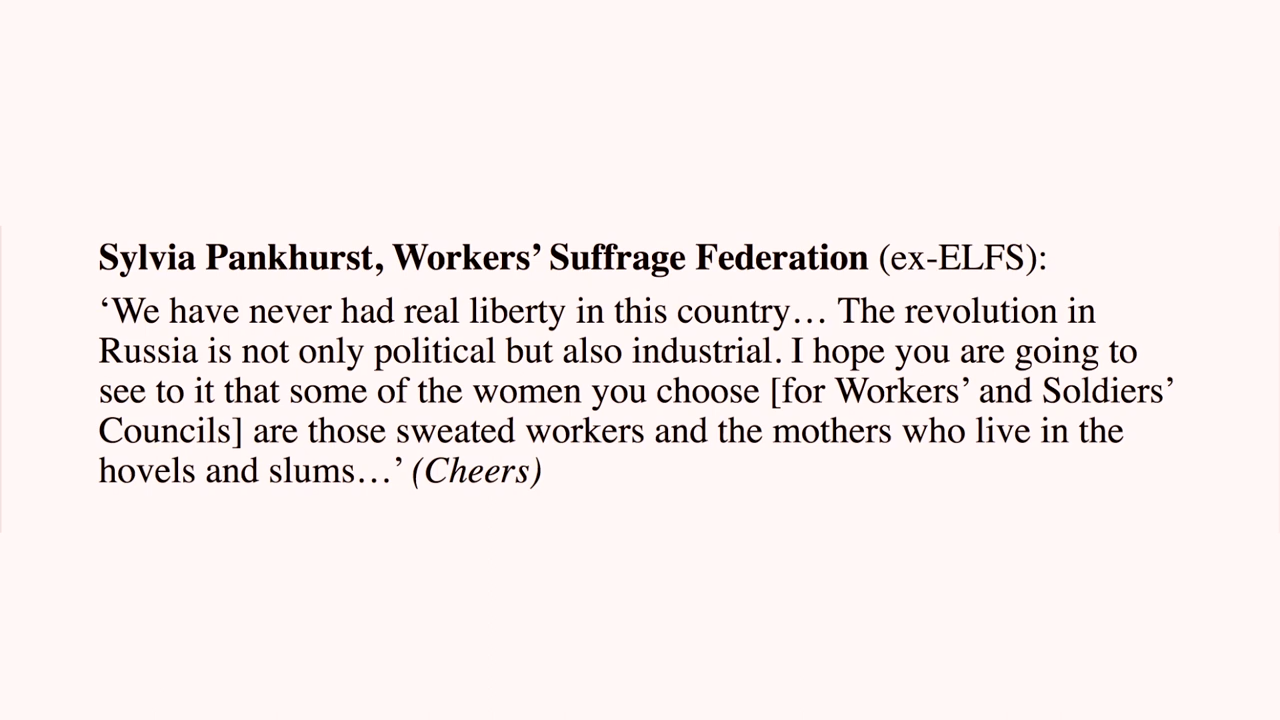 Sylvia Pankhurst, Workers’ Suffrage Federation (ex-ELFS):
‘We have never had real liberty in this country… The revolution in
Russia is not only political but also industrial. I hope you are going to
see to it that some of the women you choose [for Workers’ and Soldiers’
Councils] are those sweated workers and the mothers who live in the
hovels and slums…’ (Cheers)